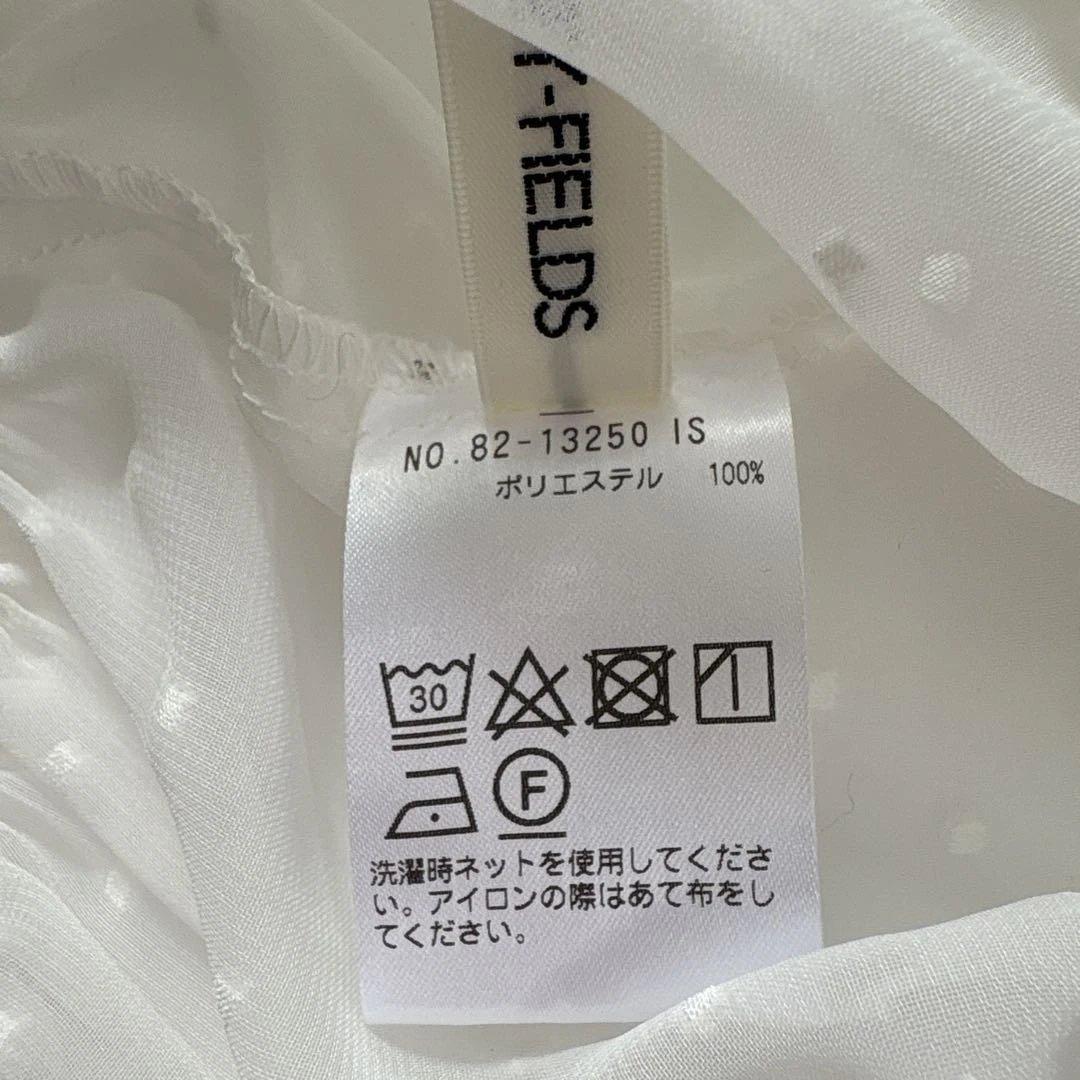 Y-FIELDS
NO.82-13250 IS
ポリエステル 100%
30
F
洗濯時ネットを使用してくださ
い。アイロンの際はあて布をし
てください。